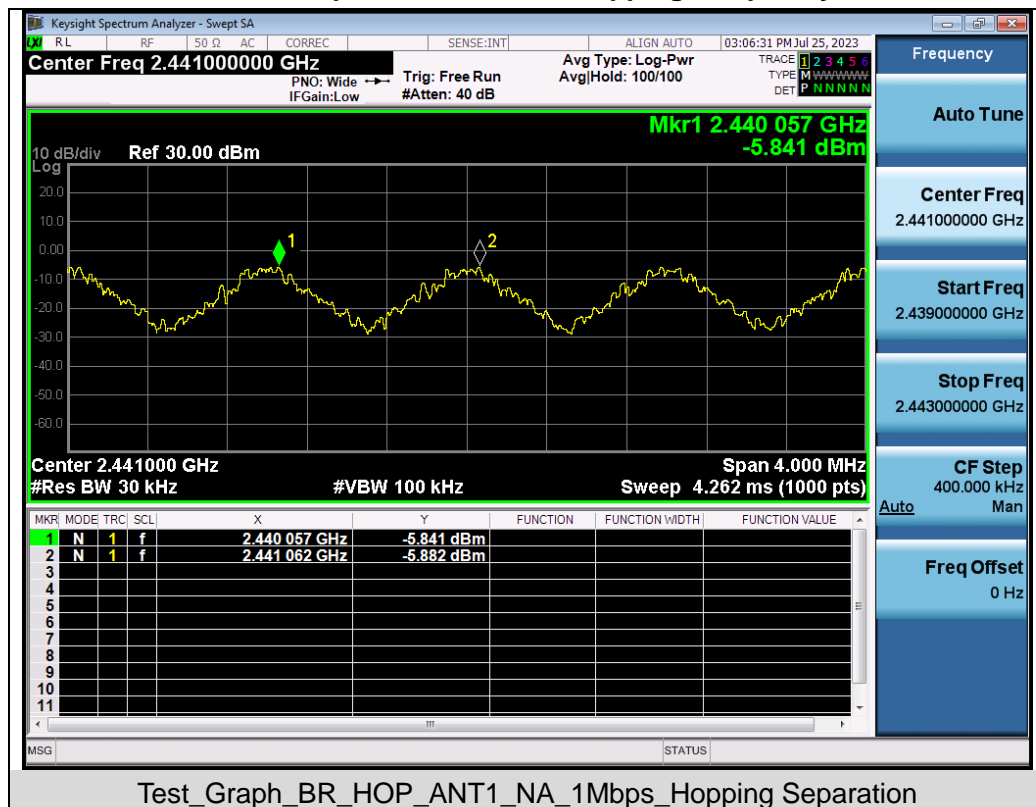 Keysight Spectrum Analyzer - Swept SA
LXI RL RF 50 Ω AC CORREC SENSE:INT ALIGN AUTO 03:06:31 PM Jul 25, 2023
Center Freq 2.441000000 GHz
PNO: Wide
IFGain:Low
Trig: Free Run
#Atten: 40 dB
Avg Type: Log-Pwr
Avg|Hold: 100/100
TRACE 1 2 3 4 5 6
TYPE M WWWWW
DET P N N N N N
Mkr1 2.440 057 GHz
-5.841 dBm
10 dB/div Ref 30.00 dBm
Log
20.0
10.0
0.00
-10.0
-20.0
-30.0
-40.0
-50.0
-60.0
1
2
Center 2.441000 GHz Span 4.000 MHz
#Res BW 30 kHz #VBW 100 kHz Sweep 4.262 ms (1000 pts)
MKR MODE TRC SCL X Y FUNCTION FUNCTION WIDTH FUNCTION VALUE
1 N 1 f 2.440 057 GHz -5.841 dBm
2 N 1 f 2.441 062 GHz -5.882 dBm
3
4
5
6
7
8
9
10
11
MSG STATUS
Frequency
Auto Tune
Center Freq
2.441000000 GHz
Start Freq
2.439000000 GHz
Stop Freq
2.443000000 GHz
CF Step
400.000 kHz
Auto Man
Freq Offset
0 Hz
Test_Graph_BR_HOP_ANT1_NA_1Mbps_Hopping Separation